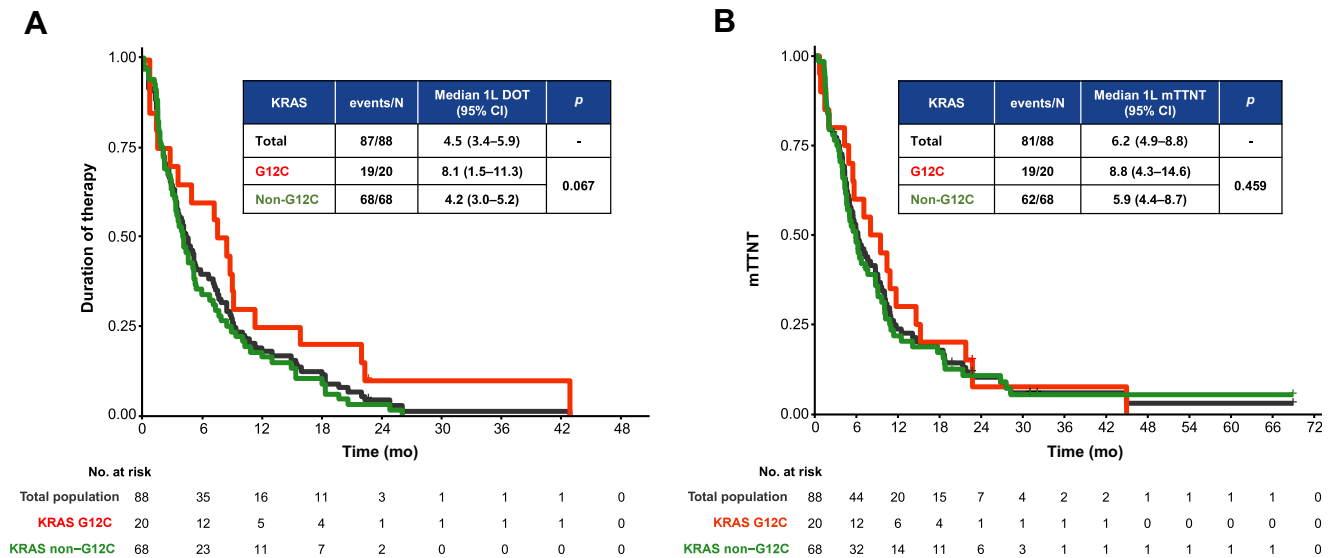 A
1.00
0.75
0.50
0.25
0.00
Duration of therapy
KRAS events/N Median 1L DOT (95% CI) p
Total 87/88 4.5 (3.4–5.9) -
G12C 19/20 8.1 (1.5–11.3) 0.067
Non-G12C 68/68 4.2 (3.0–5.2)
0 6 12 18 24 30 36 42 48
Time (mo)
No. at risk
Total population 88 35 16 11 3 1 1 1 0
KRAS G12C 20 12 5 4 1 1 1 1 0
KRAS non–G12C 68 23 11 7 2 0 0 0 0
B
1.00
0.75
0.50
0.25
0.00
mTTNT
KRAS events/N Median 1L mTTNT (95% CI) p
Total 81/88 6.2 (4.9–8.8) -
G12C 19/20 8.8 (4.3–14.6) 0.459
Non-G12C 62/68 5.9 (4.4–8.7)
0 6 12 18 24 30 36 42 48 54 60 66 72
Time (mo)
No. at risk
Total population 88 44 20 15 7 4 2 2 1 1 1 1 0
KRAS G12C 20 12 6 4 1 1 1 1 0 0 0 0 0
KRAS non–G12C 68 32 14 11 6 3 1 1 1 1 1 1 0